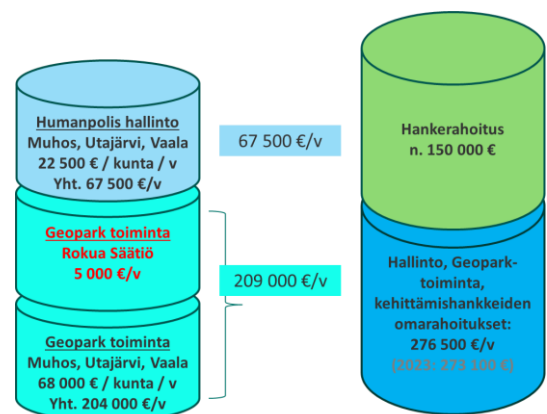 Humanpolis hallinto
Muhos, Utajärvi, Vaala
22 500 € / kunta / v
Yht. 67 500 €/v
Geopark toiminta
Rokua Säätiö
5 000 €/v
Geopark toiminta
Muhos, Utajärvi, Vaala
68 000 € / kunta / v
Yht. 204 000 €/v
67 500 €/v
209 000 €/v
Hankerahoitus
n. 150 000 €
Hallinto, Geopark-
toiminta,
kehittämishankkeiden
omarahoitukset:
276 500 €/v
(2023: 273 100 €)